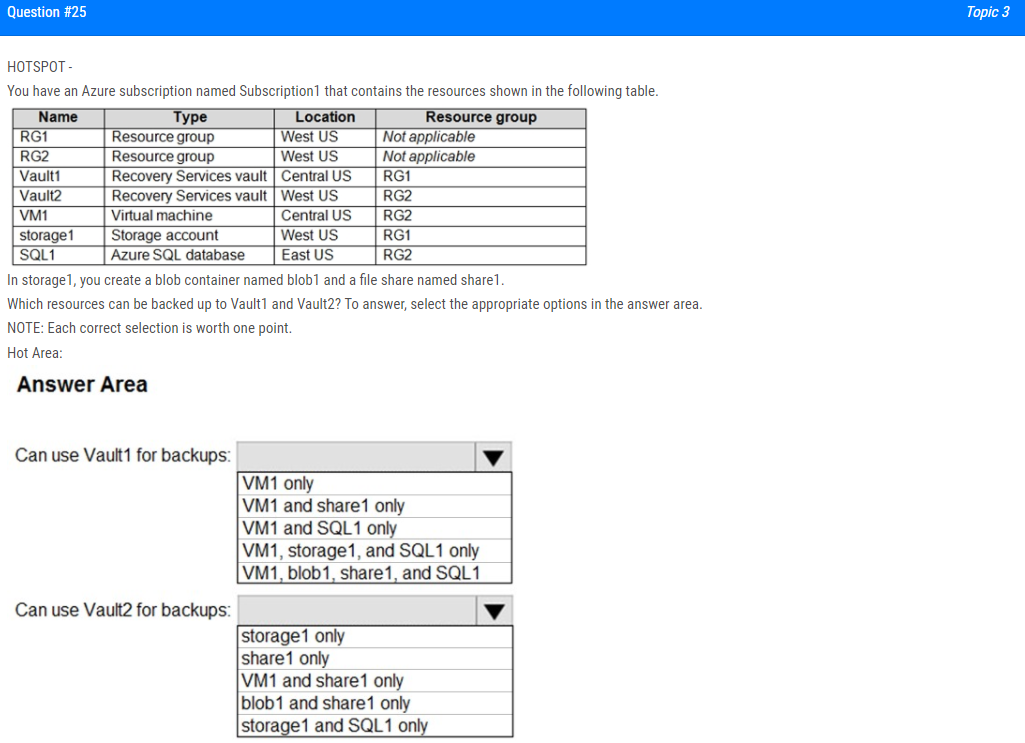 Question #25 Topic 3
HOTSPOT -
You have an Azure subscription named Subscription1 that contains the resources shown in the following table.
Name Type Location Resource group
RG1 Resource group West US Not applicable
RG2 Resource group West US Not applicable
Vault1 Recovery Services vault Central US RG1
Vault2 Recovery Services vault West US RG2
VM1 Virtual machine Central US RG2
storage1 Storage account West US RG1
SQL1 Azure SQL database East US RG2
In storage1, you create a blob container named blob1 and a file share named share1.
Which resources can be backed up to Vault1 and Vault2? To answer, select the appropriate options in the answer area.
NOTE: Each correct selection is worth one point.
Hot Area:
Answer Area
Can use Vault1 for backups:
VM1 only
VM1 and share1 only
VM1 and SQL1 only
VM1, storage1, and SQL1 only
VM1, blob1, share1, and SQL1
Can use Vault2 for backups:
storage1 only
share1 only
VM1 and share1 only
blob1 and share1 only
storage1 and SQL1 only